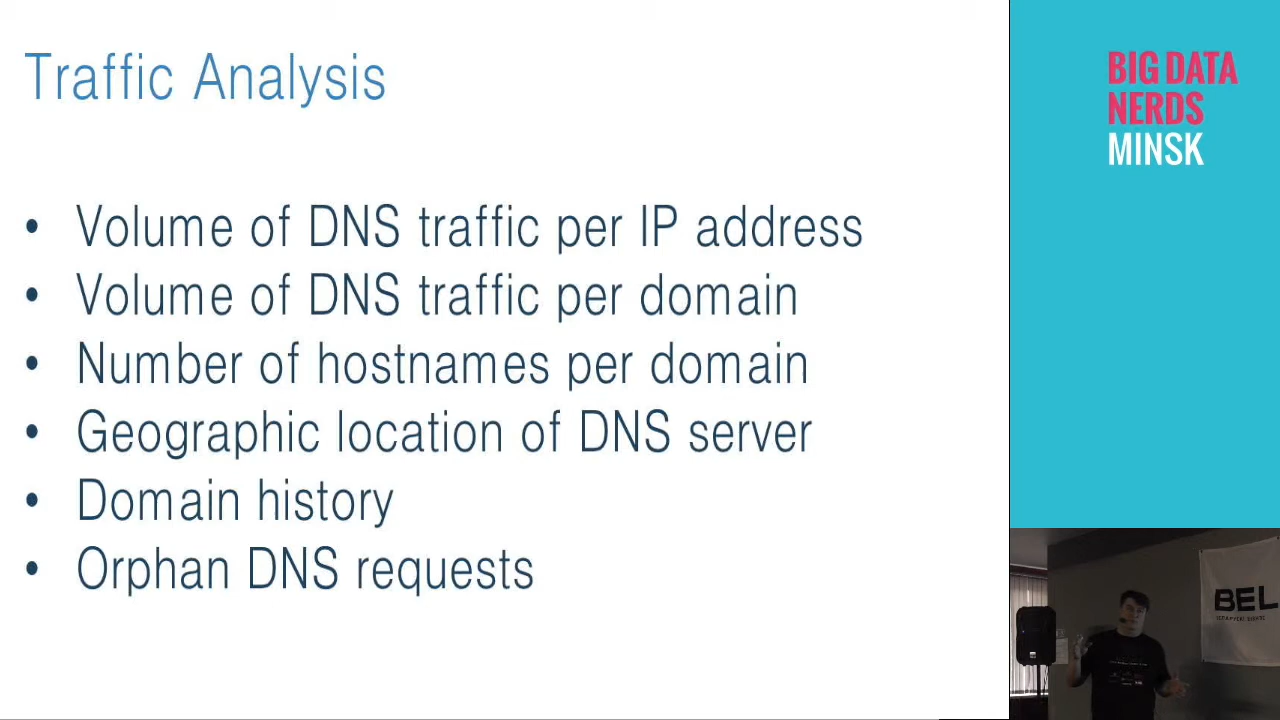 Traffic Analysis
• Volume of DNS traffic per IP address
• Volume of DNS traffic per domain
• Number of hostnames per domain
• Geographic location of DNS server
• Domain history
• Orphan DNS requests
BIG DATA
NERDS
MINSK
BEL